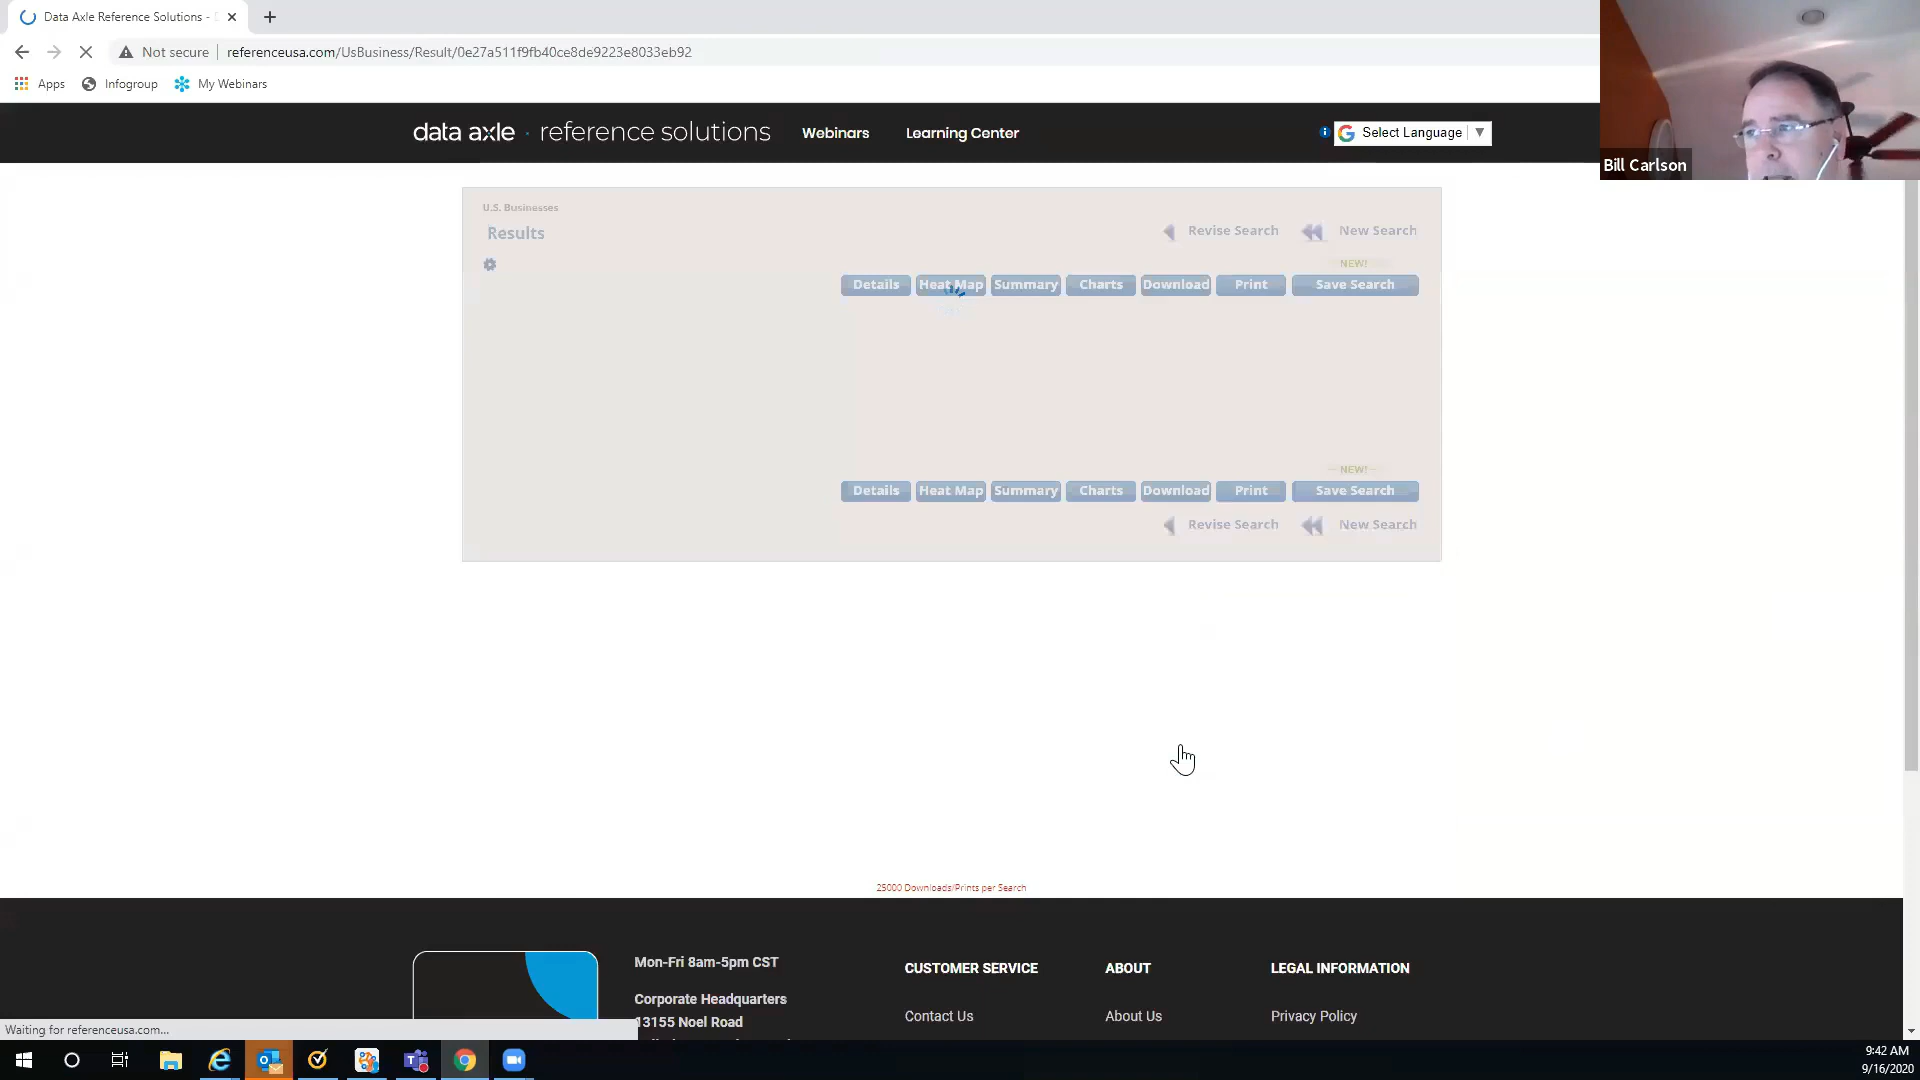 Data Axle Reference Solutions -
Not secure
referenceusa.com/UsBusiness/Result/0e27a511f9fb40ce8de9223e8033eb92
Apps
Infogroup
My Webinars
data axle · reference solutions
Webinars
Learning Center
Select Language
Bill Carlson
U.S. Businesses
Results
Revise Search
New Search
NEW!
Details
Heat Map
Summary
Charts
Download
Print
Save Search
NEW!
Details
Heat Map
Summary
Charts
Download
Print
Save Search
Revise Search
New Search
25000 Downloads/Prints per Search
Mon-Fri 8am-5pm CST
Corporate Headquarters
13155 Noel Road
CUSTOMER SERVICE
Contact Us
ABOUT
About Us
LEGAL INFORMATION
Privacy Policy
Waiting for referenceusa.com...
9:42 AM
9/16/2020